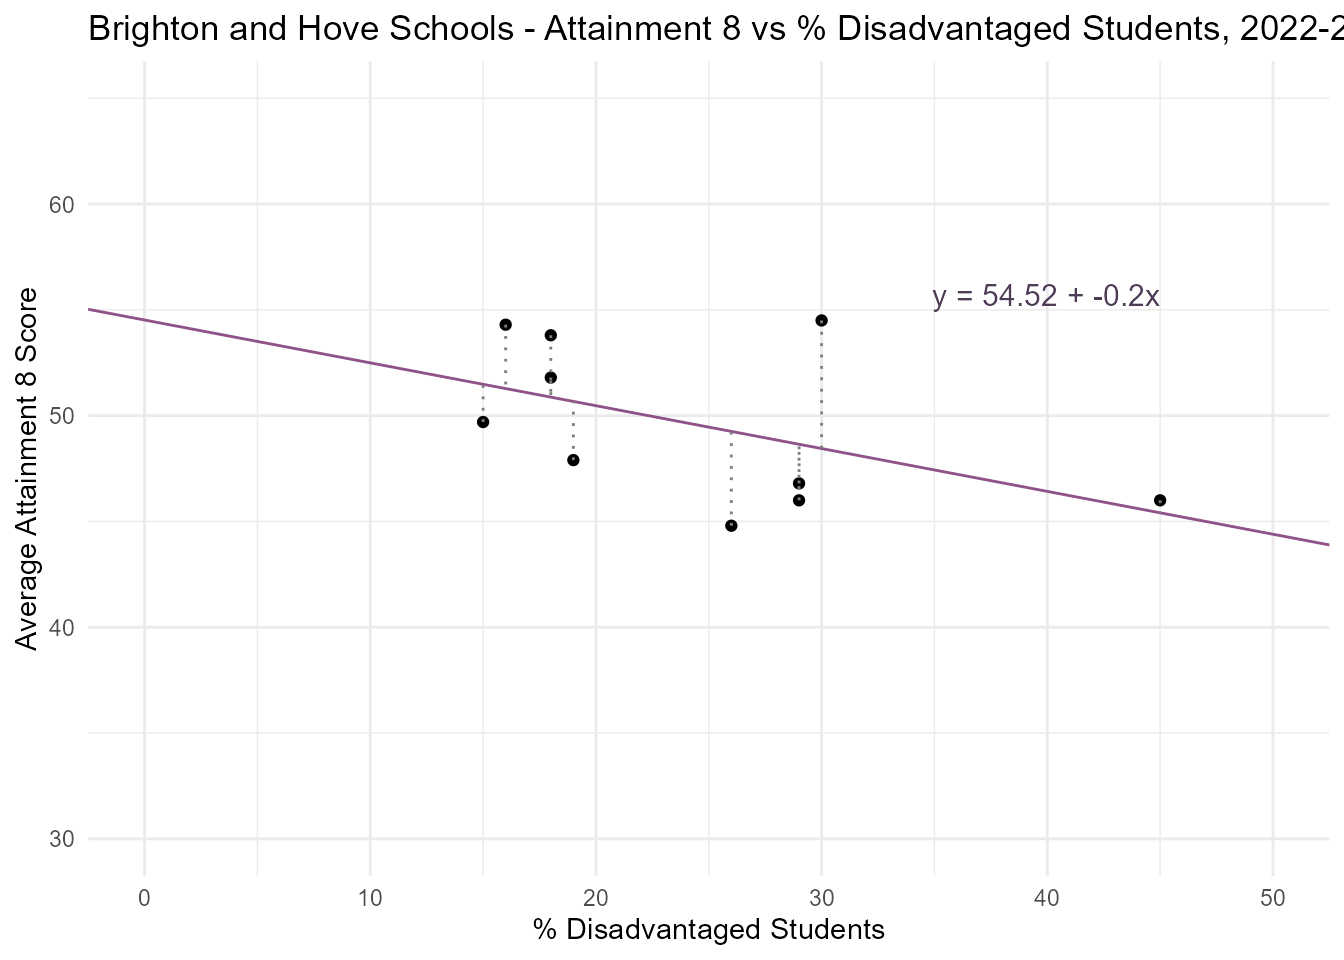 Brighton and Hove Schools - Attainment 8 vs % Disadvantaged Students, 2022-2
60
y = 54.52 + -0.2x
50
40
30
Average Attainment 8 Score
0 10 20 30 40 50
% Disadvantaged Students